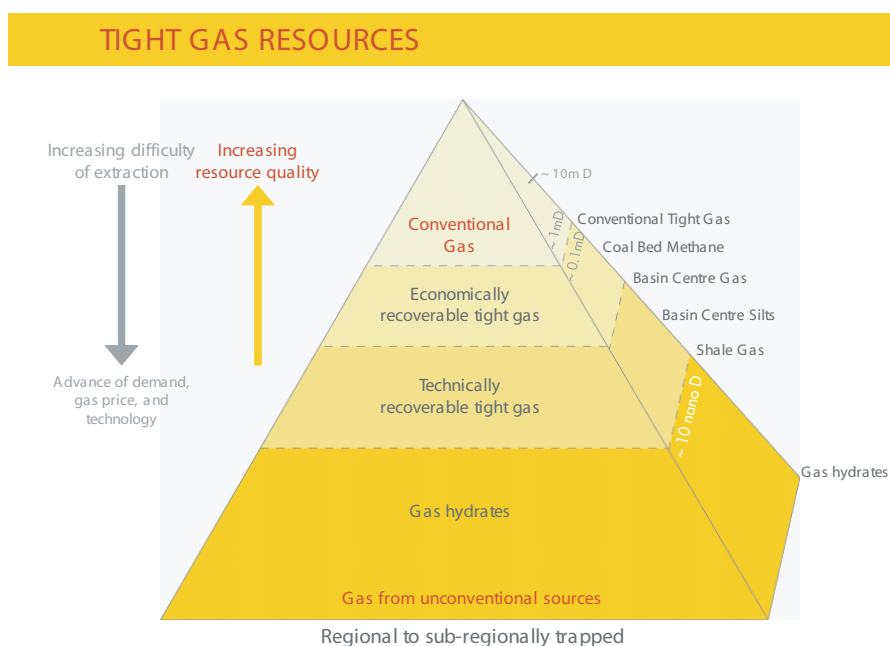 TIGHT GAS RESOURCES
Increasing difficulty
of extraction
Increasing
resource quality
~ 10m D
Conventional
Gas
~ 1mD
~ 0.1mD
Conventional Tight Gas
Coal Bed Methane
Basin Centre Gas
Economically
recoverable tight gas
Basin Centre Silts
Shale Gas
Advance of demand,
gas price, and
technology
Technically
recoverable tight gas
~ 10 nano D
Gas hydrates
Gas hydrates
Gas from unconventional sources
Regional to sub-regionally trapped